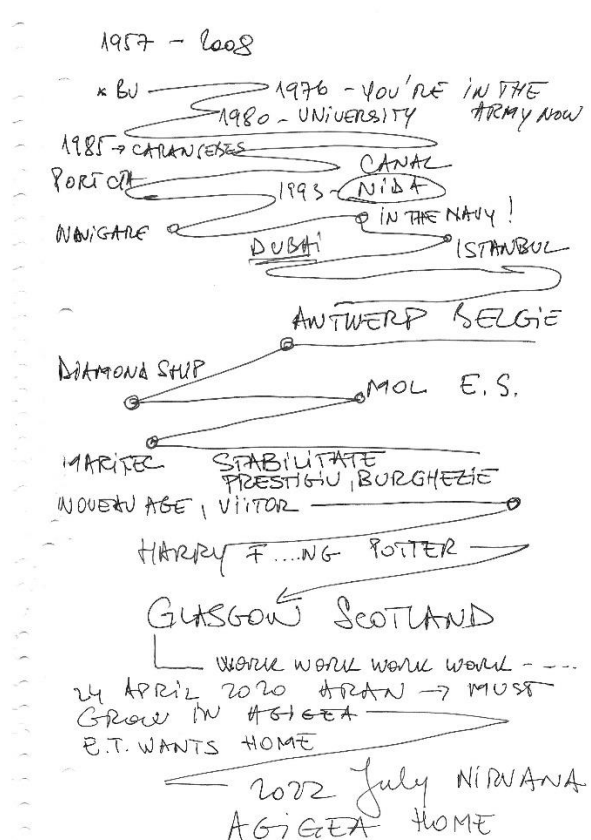 1957 - 2008
* BU 1976 - YOU'RE IN THE
1980 - UNIVERSITY ARMY NOW
1985 → CARANSEBES
CANAL
PORT CTA 1993 - NIDA
NAVIGARE IN THE NAVY!
DUBAI ISTANBUL
ANTWERP BELGIE
DIAMOND SHIP
MOL E.S.
MARITEC STABILITATE
PRESTIGIU, BURGHEZIE
NOUEAU AGE, VIITOR
HARRY F....NG POTTER
GLASGOW SCOTLAND
WORK WORK WORK WORK - ----
24 APRIL 2020 ARAN → MUST
GROW IN AGIGEA
E.T. WANTS HOME
2022 July NIRVANA
AGIGEA HOME